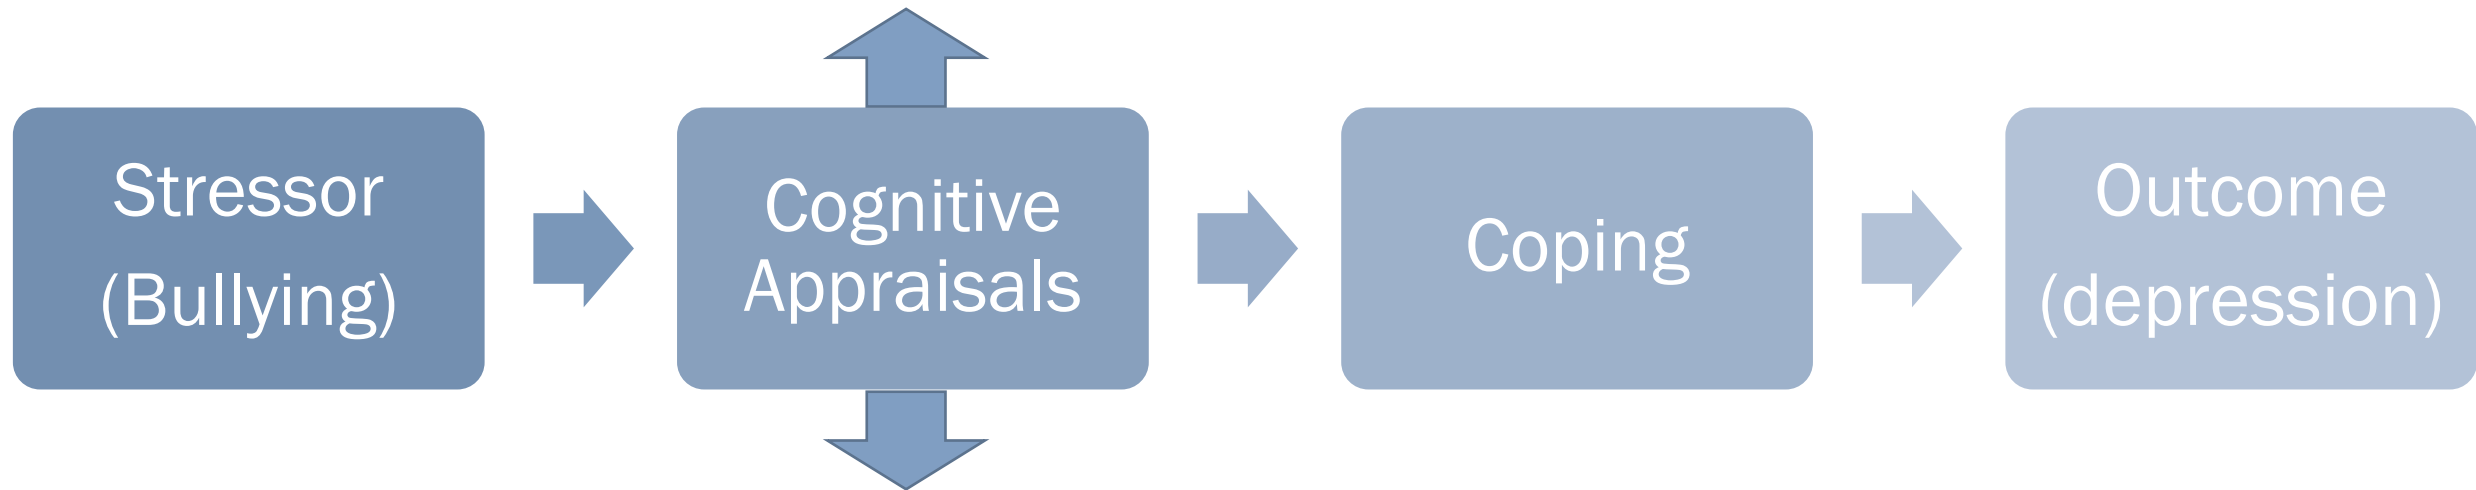 Stressor
(Bullying)
Cognitive
Appraisals
Coping
Outcome
(depression)